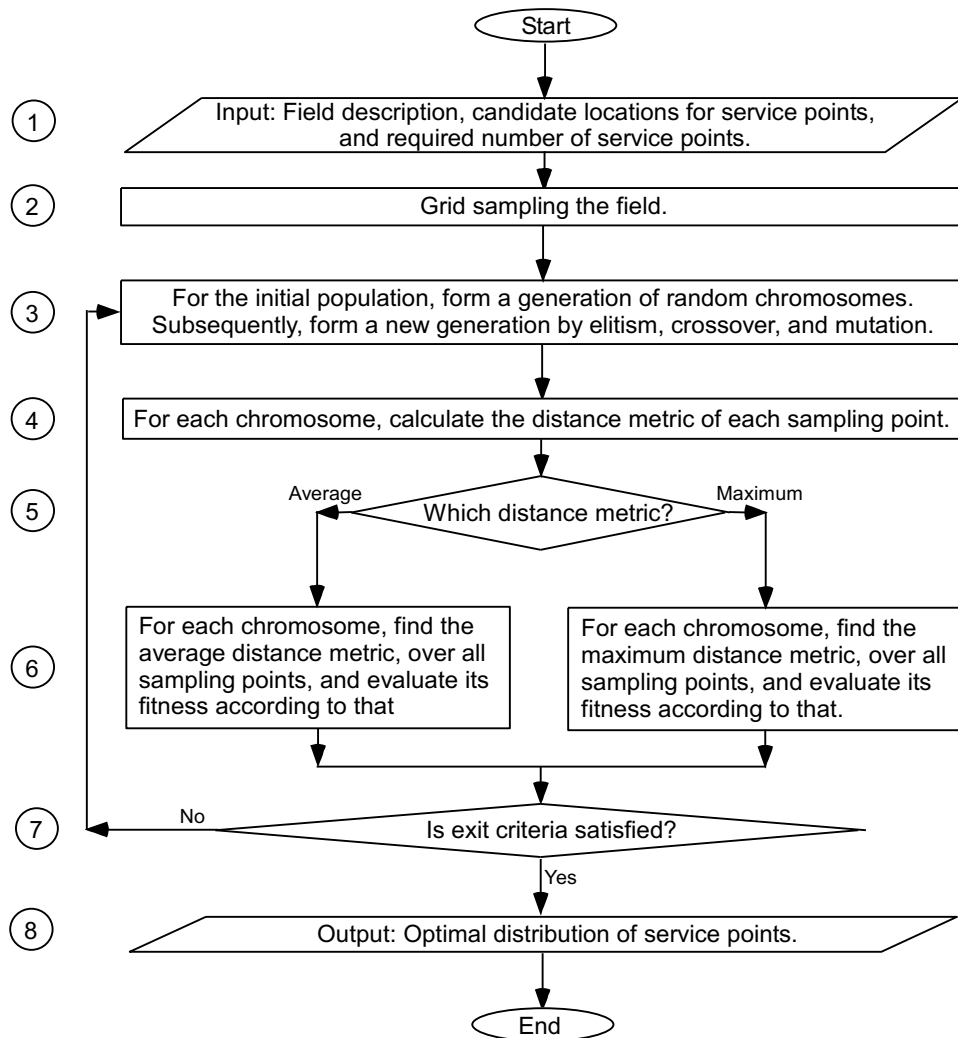 Start
1
Input: Field description, candidate locations for service points,
and required number of service points.
2
Grid sampling the field.
3
For the initial population, form a generation of random chromosomes.
Subsequently, form a new generation by elitism, crossover, and mutation.
4
For each chromosome, calculate the distance metric of each sampling point.
5
Average
Which distance metric?
Maximum
6
For each chromosome, find the
average distance metric, over all
sampling points, and evaluate its
fitness according to that
For each chromosome, find the
maximum distance metric, over all
sampling points, and evaluate its
fitness according to that.
7
No
Is exit criteria satisfied?
Yes
8
Output: Optimal distribution of service points.
End